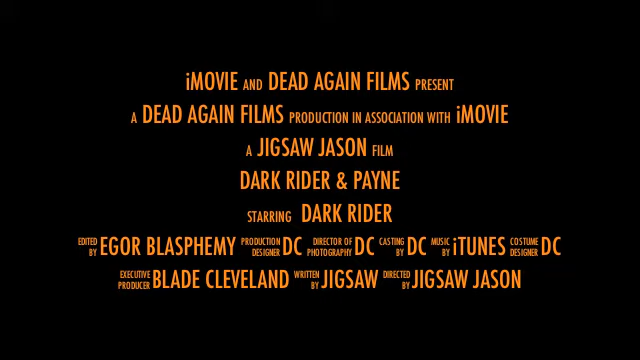 iMOVIE AND DEAD AGAIN FILMS PRESENT
A DEAD AGAIN FILMS PRODUCTION IN ASSOCIATION WITH iMOVIE
A JIGSAW JASON FILM
DARK RIDER & PAYNE
STARRING DARK RIDER
EDITED BY EGOR BLASPHEMY PRODUCTION DESIGNER DC DIRECTOR OF PHOTOGRAPHY DC CASTING BY DC MUSIC BY iTUNES COSTUME DESIGNER DC
EXECUTIVE PRODUCER BLADE CLEVELAND WRITTEN BY JIGSAW DIRECTED BY JIGSAW JASON